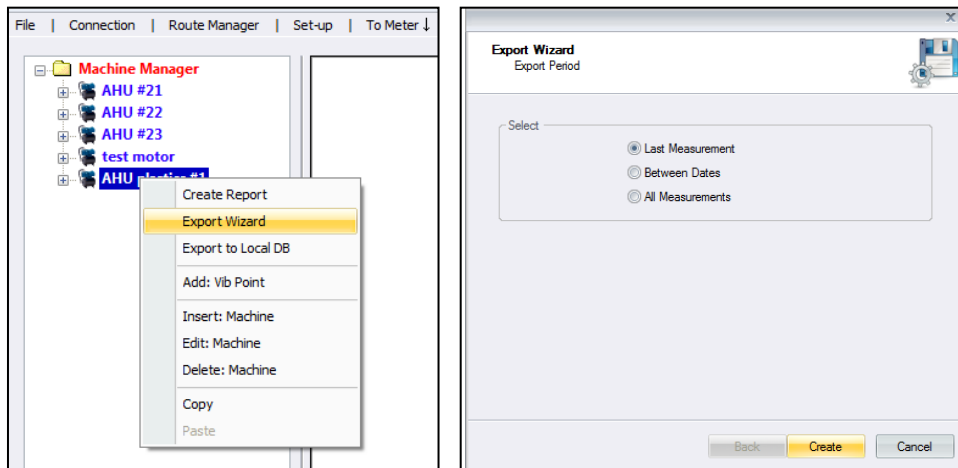 File | Connection | Route Manager | Set-up | To Meter ↓
Machine Manager
AHU #21
AHU #22
AHU #23
test motor
AHU plastics #1
Create Report
Export Wizard
Export to Local DB
Add: Vib Point
Insert: Machine
Edit: Machine
Delete: Machine
Copy
Paste
Export Wizard
Export Period
Select
Last Measurement
Between Dates
All Measurements
Back Create Cancel